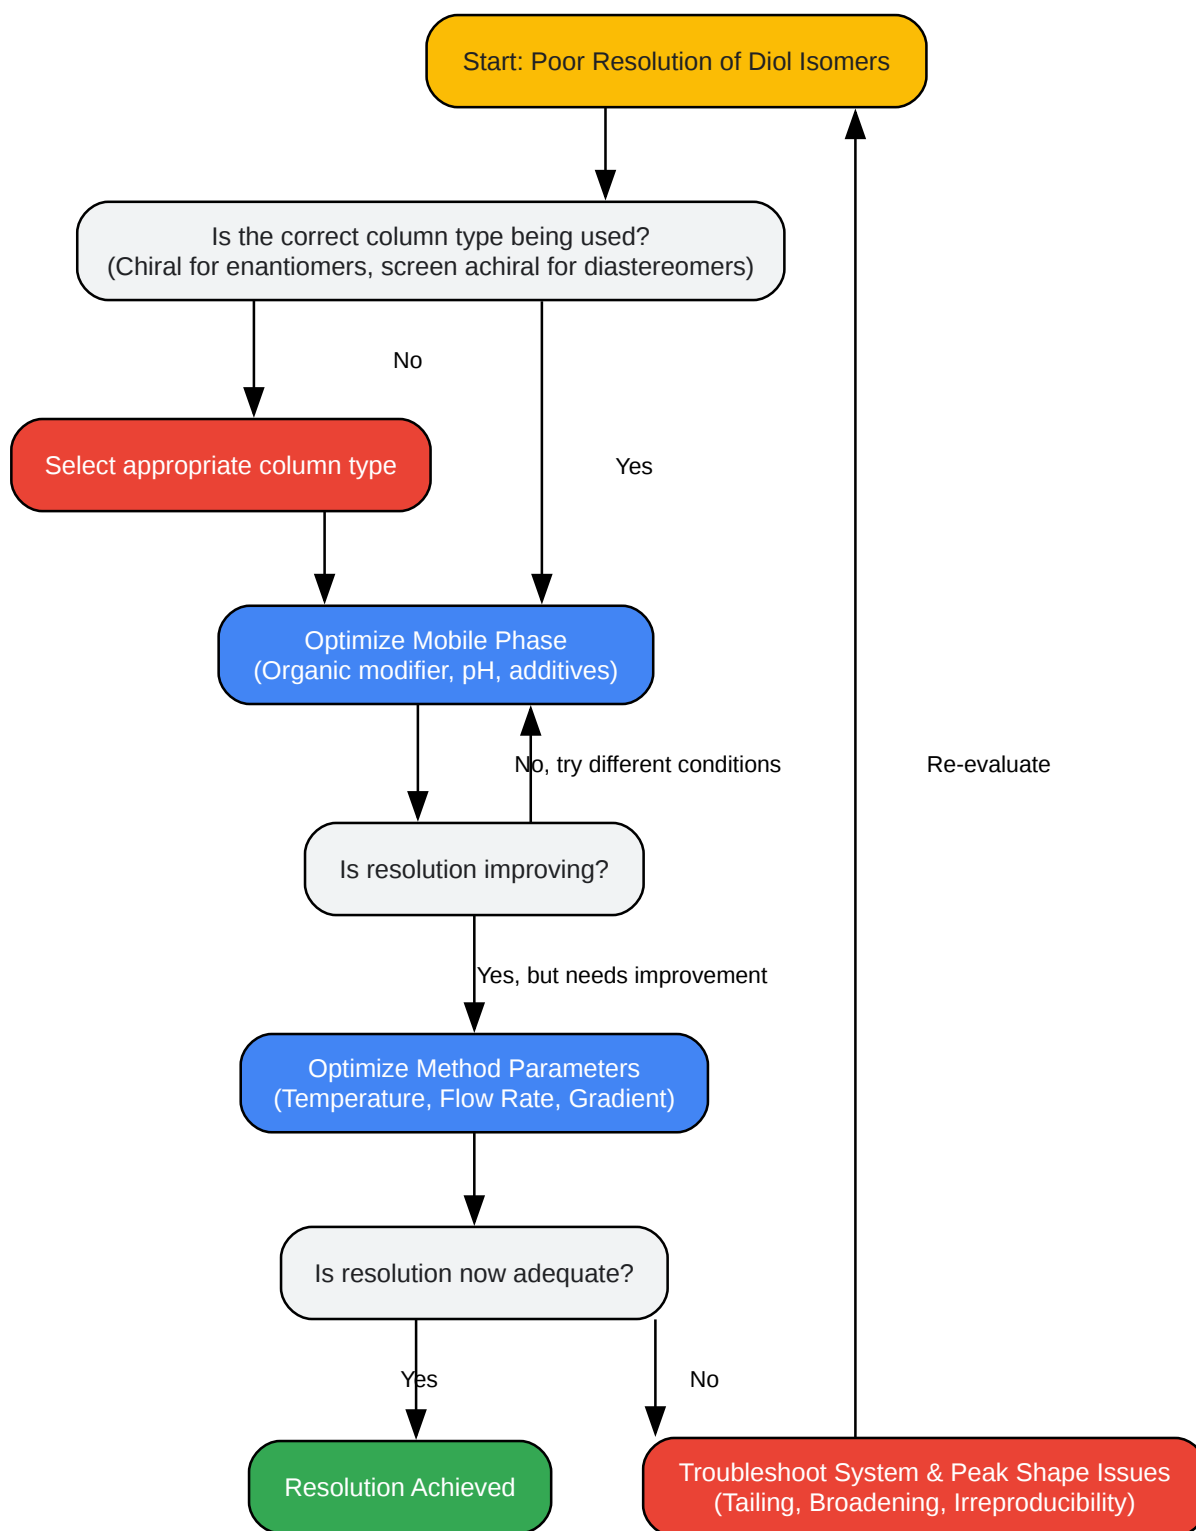 Start: Poor Resolution of Diol Isomers
Is the correct column type being used?
(Chiral for enantiomers, screen achiral for diastereomers)
No
Select appropriate column type
Yes
Optimize Mobile Phase
(Organic modifier, pH, additives)
No, try different conditions
Re-evaluate
Is resolution improving?
Yes, but needs improvement
Optimize Method Parameters
(Temperature, Flow Rate, Gradient)
Is resolution now adequate?
Yes
No
Resolution Achieved
Troubleshoot System & Peak Shape Issues
(Tailing, Broadening, Irreproducibility)